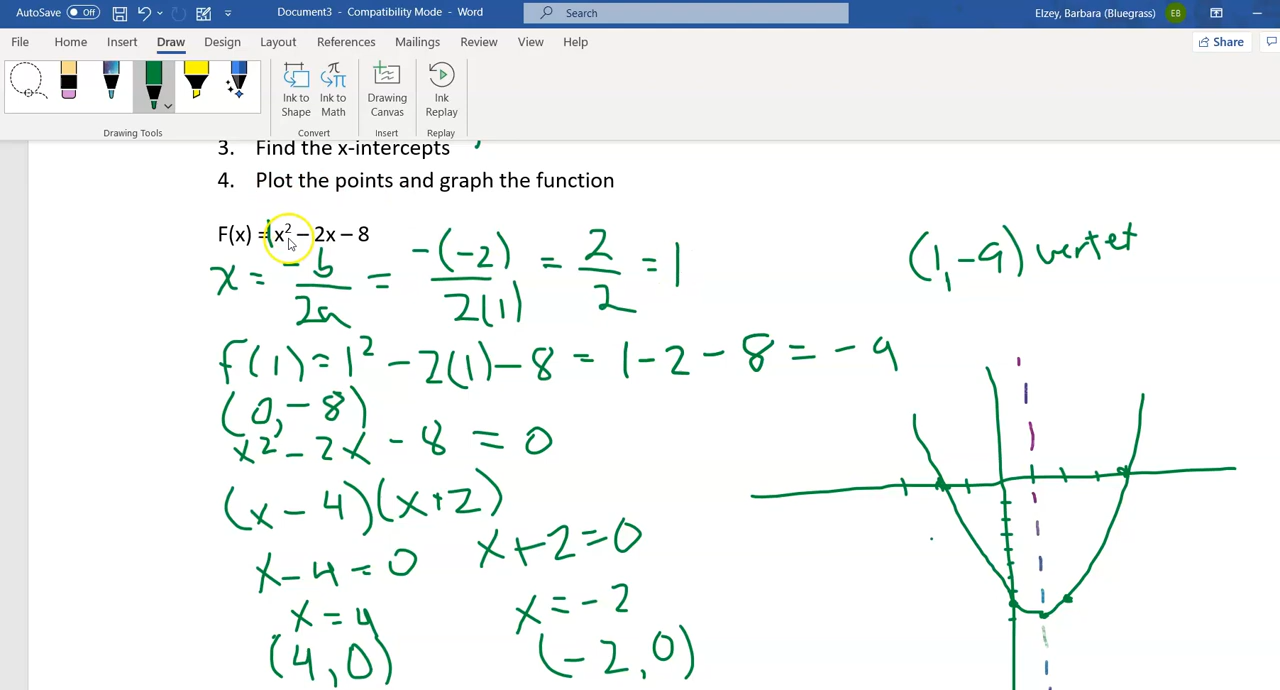 AutoSave Off Document3 - Compatibility Mode - Word Search Elzey, Barbara (Bluegrass) EB
File Home Insert Draw Design Layout References Mailings Review View Help Share
Ink to Shape Ink to Math Drawing Canvas Ink Replay
Convert Insert Replay
Drawing Tools
3. Find the x-intercepts
4. Plot the points and graph the function
F(x) = x² – 2x – 8
x = -b/2a = -(-2)/2(1) = 2/2 = 1
(1, -9) vertex
f(1) = 1² - 2(1) - 8 = 1 - 2 - 8 = -9
(0, -8)
x² - 2x - 8 = 0
(x - 4)(x + 2)
x - 4 = 0 x + 2 = 0
x = 4 x = -2
(4, 0) (-2, 0)